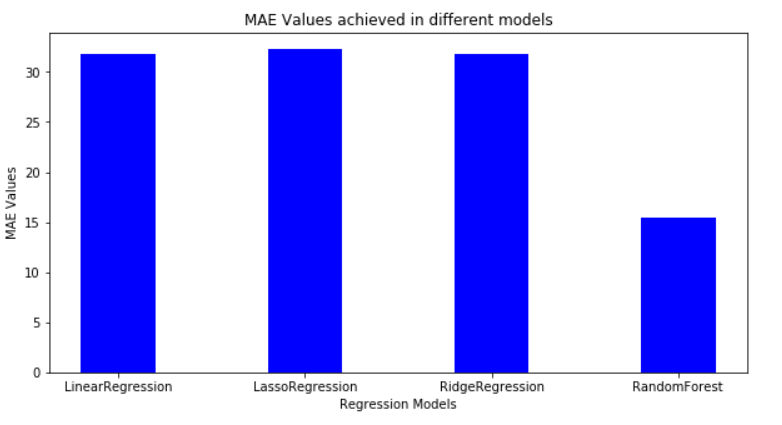 MAE Values achieved in different models
MAE Values
30
25
20
15
10
5
0
LinearRegression LassoRegression RidgeRegression RandomForest
Regression Models